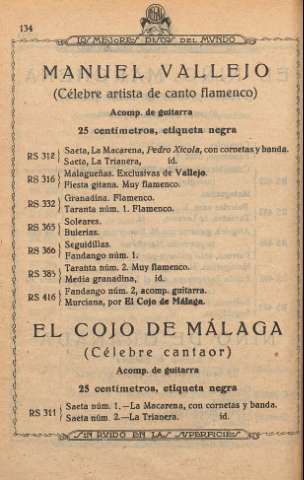 134
LOS MEJORES DISCOS DEL MUNDO
MANUEL VALLEJO
(Célebre artista de canto flamenco)
Acomp. de guitarra
25 centímetros, etiqueta negra
RS 312 { Saeta, La Macarena, Pedro Xicola, con cornetas y banda.
Saeta, La Trianera, id.
RS 316 { Malagueñas. Exclusivas de Vallejo.
Fiesta gitana. Muy flamenco.
RS 332 { Granadina. Flamenco.
Taranta núm. 1. Flamenco.
RS 365 { Soleares.
Bulerías.
RS 366 { Seguidillas.
Fandango núm. 1.
RS 385 { Taranta núm. 2. Muy flamenco.
Media granadina, id.
RS 416 { Fandango núm. 2, acomp. guitarra.
Murciana, por El Cojo de Málaga.
EL COJO DE MÁLAGA
(Célebre cantaor)
Acomp. de guitarra
25 centímetros, etiqueta negra
RS 311 { Saeta núm. 1.—La Macarena, con cornetas y banda.
Saeta núm. 2.—La Trianera. id.
SIN RUIDO EN LAS SUPERFICIES